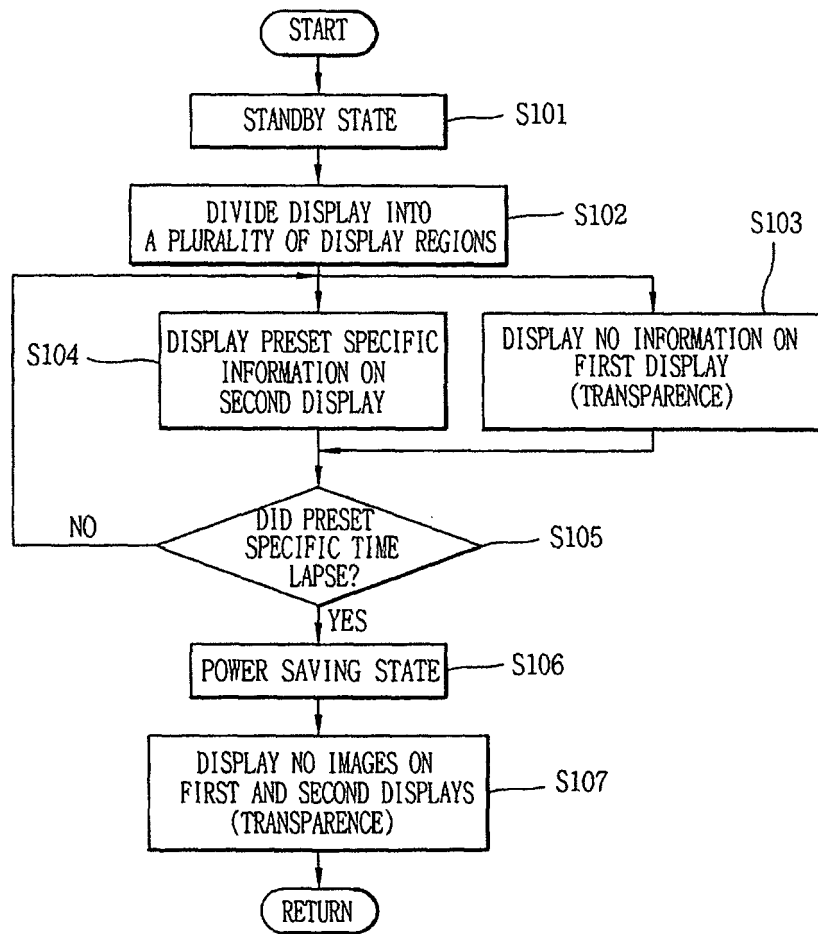 START
STANDBY STATE
S101
DIVIDE DISPLAY INTO
A PLURALITY OF DISPLAY REGIONS
S102
S103
S104
DISPLAY PRESET SPECIFIC
INFORMATION ON
SECOND DISPLAY
DISPLAY NO INFORMATION ON
FIRST DISPLAY
(TRANSPARENCE)
NO
DID PRESET
SPECIFIC TIME
LAPSE?
S105
YES
POWER SAVING STATE
S106
DISPLAY NO IMAGES ON
FIRST AND SECOND DISPLAYS
(TRANSPARENCE)
S107
RETURN